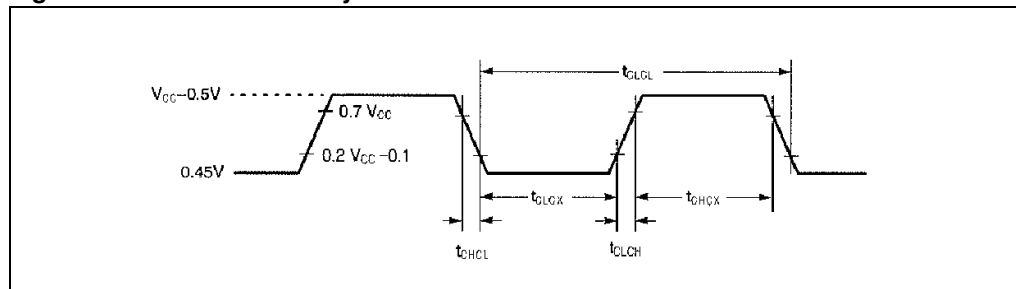 tCLCL
VCC–0.5V
0.7 VCC
0.2 VCC –0.1
0.45V
tCLCX
tCHCX
tCHCL
tCLCH